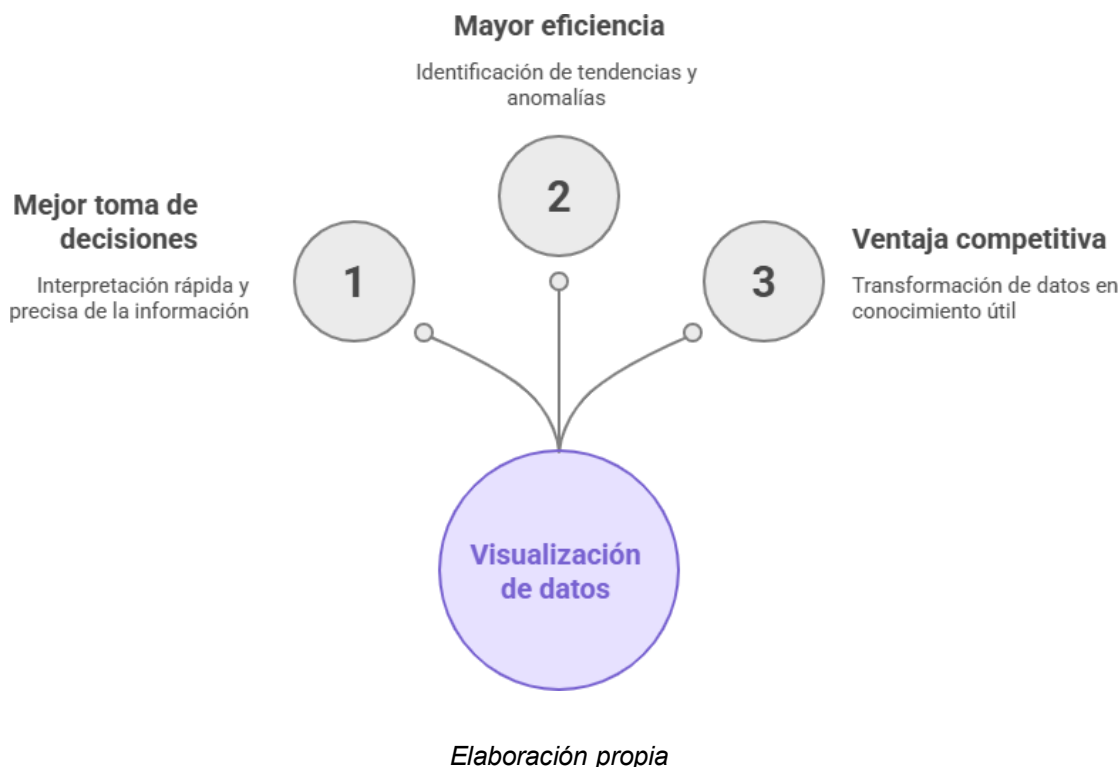 Mayor eficiencia
Identificación de tendencias y
anomalías
2
Mejor toma de
decisiones
Interpretación rápida y
precisa de la información
1
3
Ventaja competitiva
Transformación de datos en
conocimiento útil
Visualización
de datos
Elaboración propia